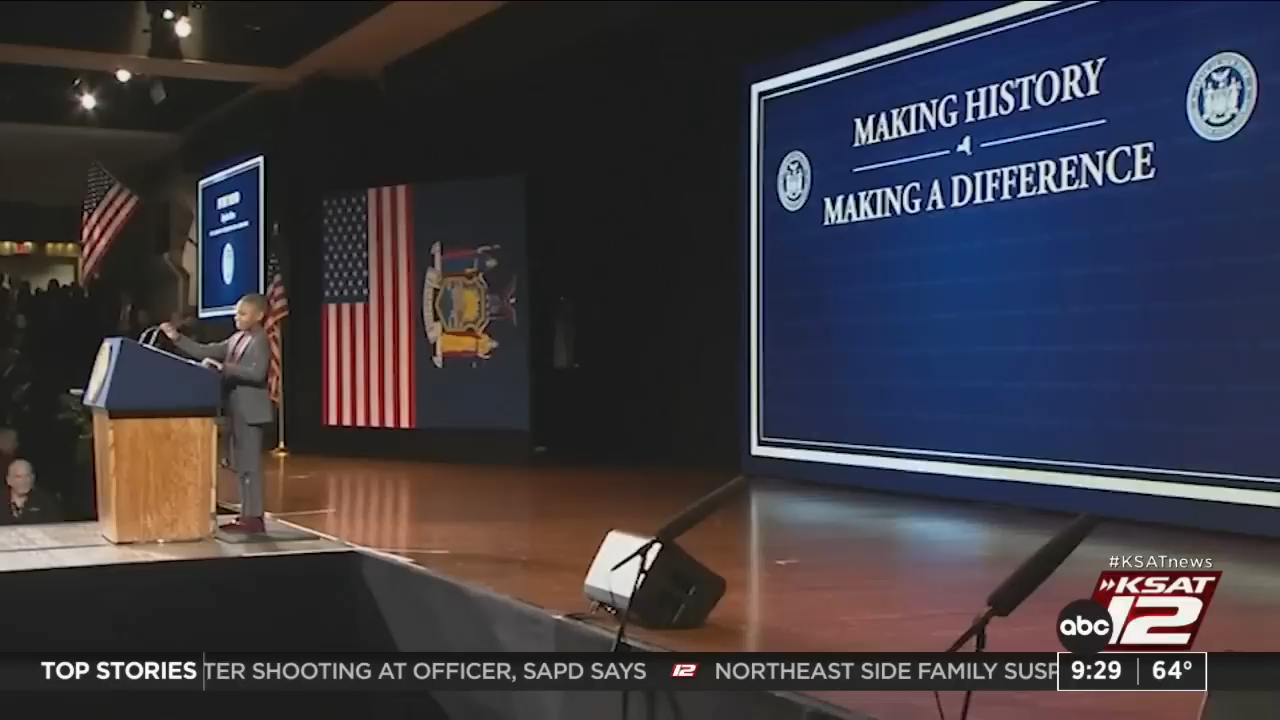 MAKING HISTORY
MAKING A DIFFERENCE
#KSATnews
KSAT
12
abc
TOP STORIES
TER SHOOTING AT OFFICER, SAPD SAYS 12 NORTHEAST SIDE FAMILY SUSP
9:29 64°